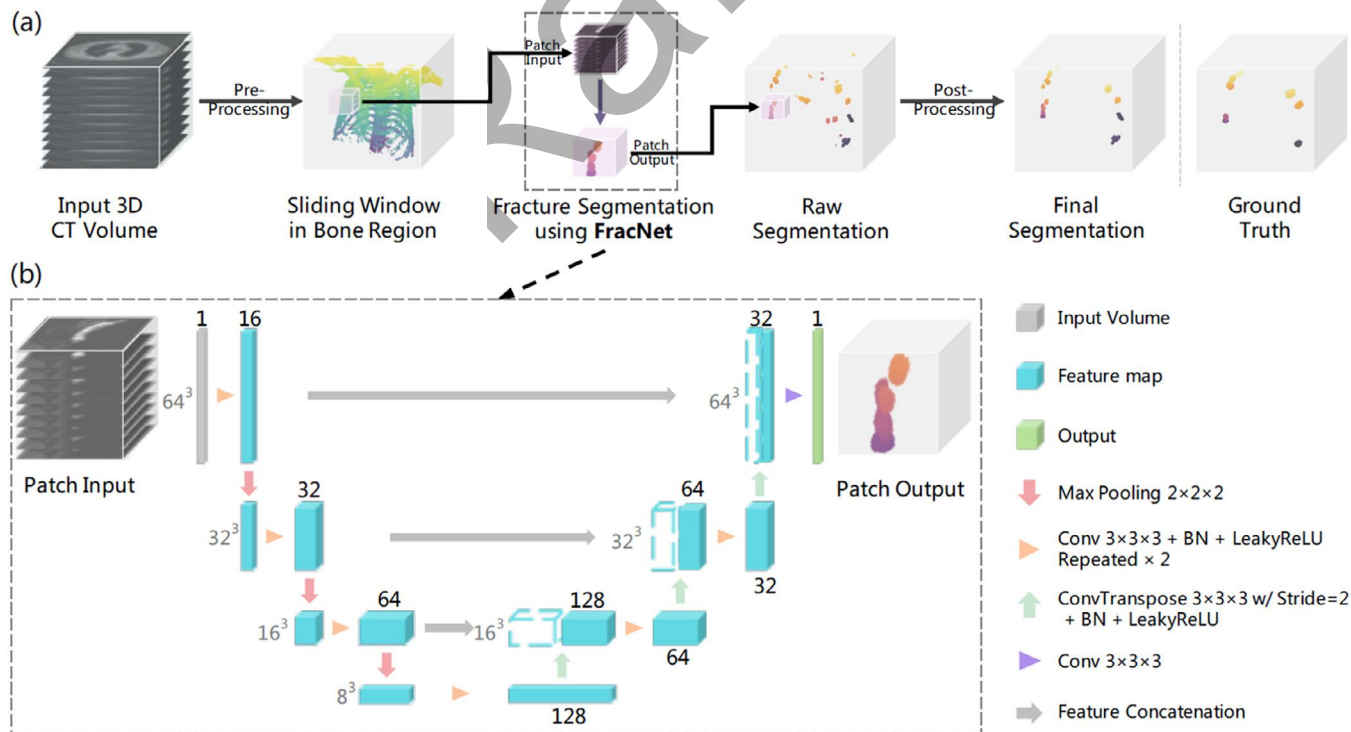 (a)
Pre-
Processing
Patch
Input
Patch
Output
Post-
Processing
Input 3D
CT Volume
Sliding Window
in Bone Region
Fracture Segmentation
using FracNet
Raw
Segmentation
Final
Segmentation
Ground
Truth
(b)
1
16
64³
Patch Input
32³
32
16³
64
8³
128
16³
128
64
32³
64
32
64³
32
1
Patch Output
Input Volume
Feature map
Output
Max Pooling 2×2×2
Conv 3×3×3 + BN + LeakyReLU
Repeated × 2
ConvTranspose 3×3×3 w/ Stride=2
+ BN + LeakyReLU
Conv 3×3×3
Feature Concatenation